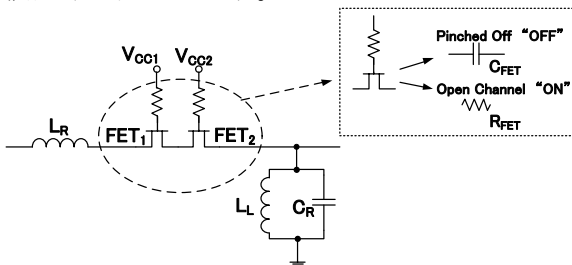 V_CC1 V_CC2
L_R
FET_1 FET_2
L_L C_R
Pinched Off "OFF"
C_FET
Open Channel "ON"
R_FET